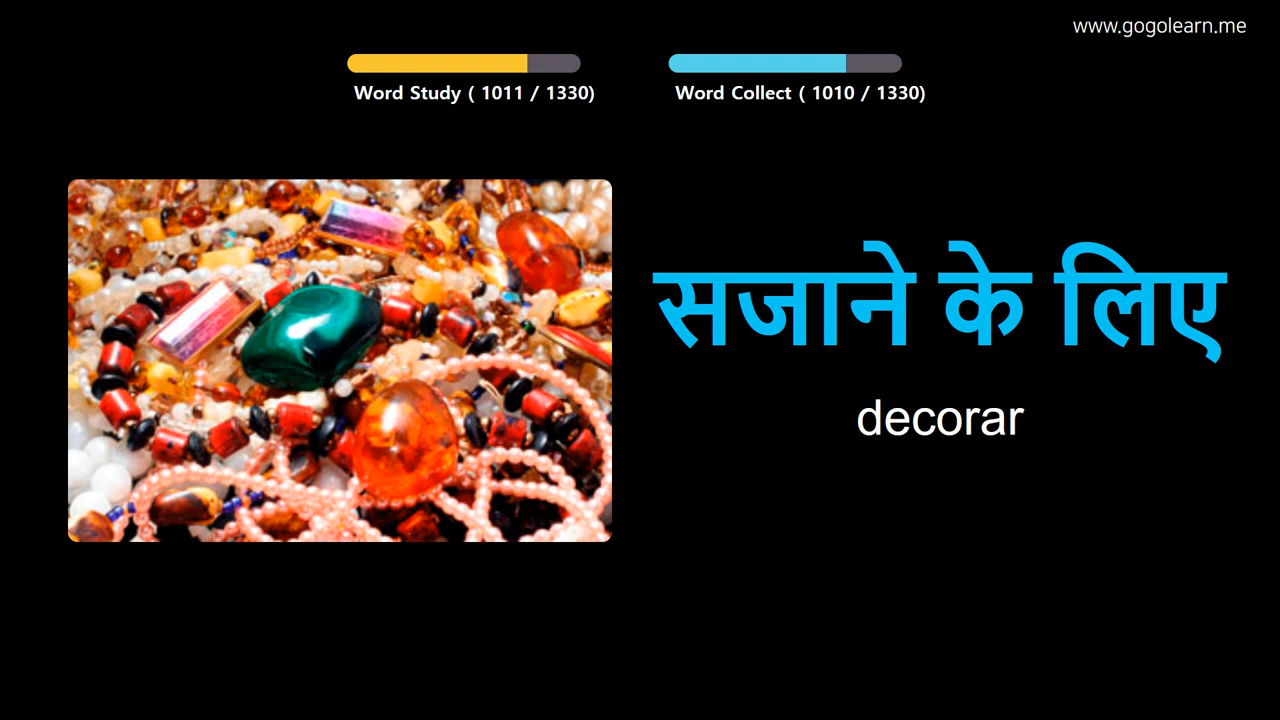 www.gogolearn.me
Word Study ( 1011 / 1330)
Word Collect ( 1010 / 1330)
सजाने के लिए
decorar